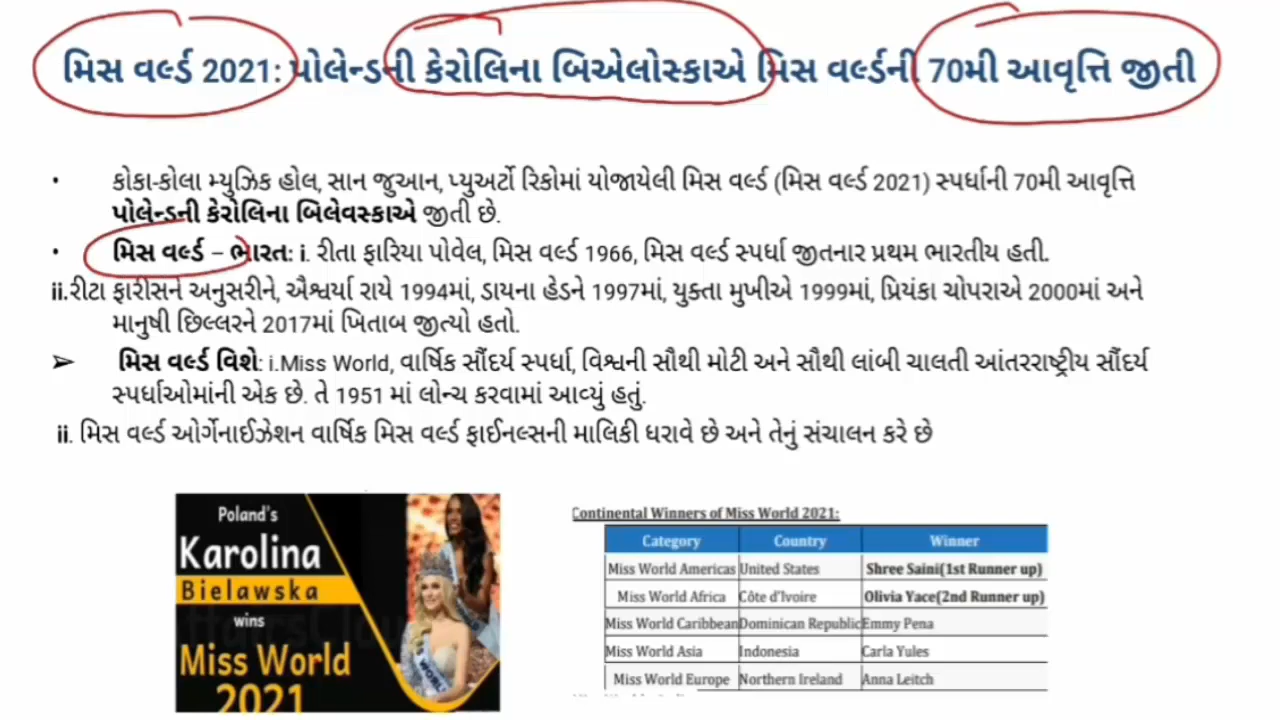 મિસ વર્લ્ડ 2021: પોલેન્ડની કેરોલિના બિએલોસ્કાએ મિસ વર્લ્ડની 70મી આવૃત્તિ જીતી
• કોકા-કોલા મ્યુઝિક હોલ, સાન જુઆન, પ્યુઅર્ટો રિકોમાં યોજાયેલી મિસ વર્લ્ડ (મિસ વર્લ્ડ 2021) સ્પર્ધાની 70મી આવૃત્તિ
પોલેન્ડની કેરોલિના બિલેવસ્કાએ જીતી છે.
• મિસ વર્લ્ડ – ભારત: i. રીતા ફારિયા પોવેલ, મિસ વર્લ્ડ 1966, મિસ વર્લ્ડ સ્પર્ધા જીતનાર પ્રથમ ભારતીય હતી.
ii.રીટા ફારીસને અનુસરીને, ઐશ્વર્યા રાયે 1994માં, ડાયના હેડને 1997માં, યુક્તા મુખીએ 1999માં, પ્રિયંકા ચોપરાએ 2000માં અને
માનુષી છિલ્લરને 2017માં ખિતાબ જીત્યો હતો.
➢ મિસ વર્લ્ડ વિશે: i.Miss World, વાર્ષિક સૌંદર્ય સ્પર્ધા, વિશ્વની સૌથી મોટી અને સૌથી લાંબી ચાલતી આંતરરાષ્ટ્રીય સૌંદર્ય
સ્પર્ધાઓમાંની એક છે. તે 1951 માં લોન્ચ કરવામાં આવ્યું હતું.
ii. મિસ વર્લ્ડ ઓર્ગેનાઈઝેશન વાર્ષિક મિસ વર્લ્ડ ફાઈનલ્સની માલિકી ધરાવે છે અને તેનું સંચાલન કરે છે
Poland's
Karolina
Bielawska
wins
Miss World
2021
Continental Winners of Miss World 2021:
Category Country Winner
Miss World Americas United States Shree Saini(1st Runner up)
Miss World Africa Côte d'Ivoire Olivia Yace(2nd Runner up)
Miss World Caribbean Dominican Republic Emmy Pena
Miss World Asia Indonesia Carla Yules
Miss World Europe Northern Ireland Anna Leitch